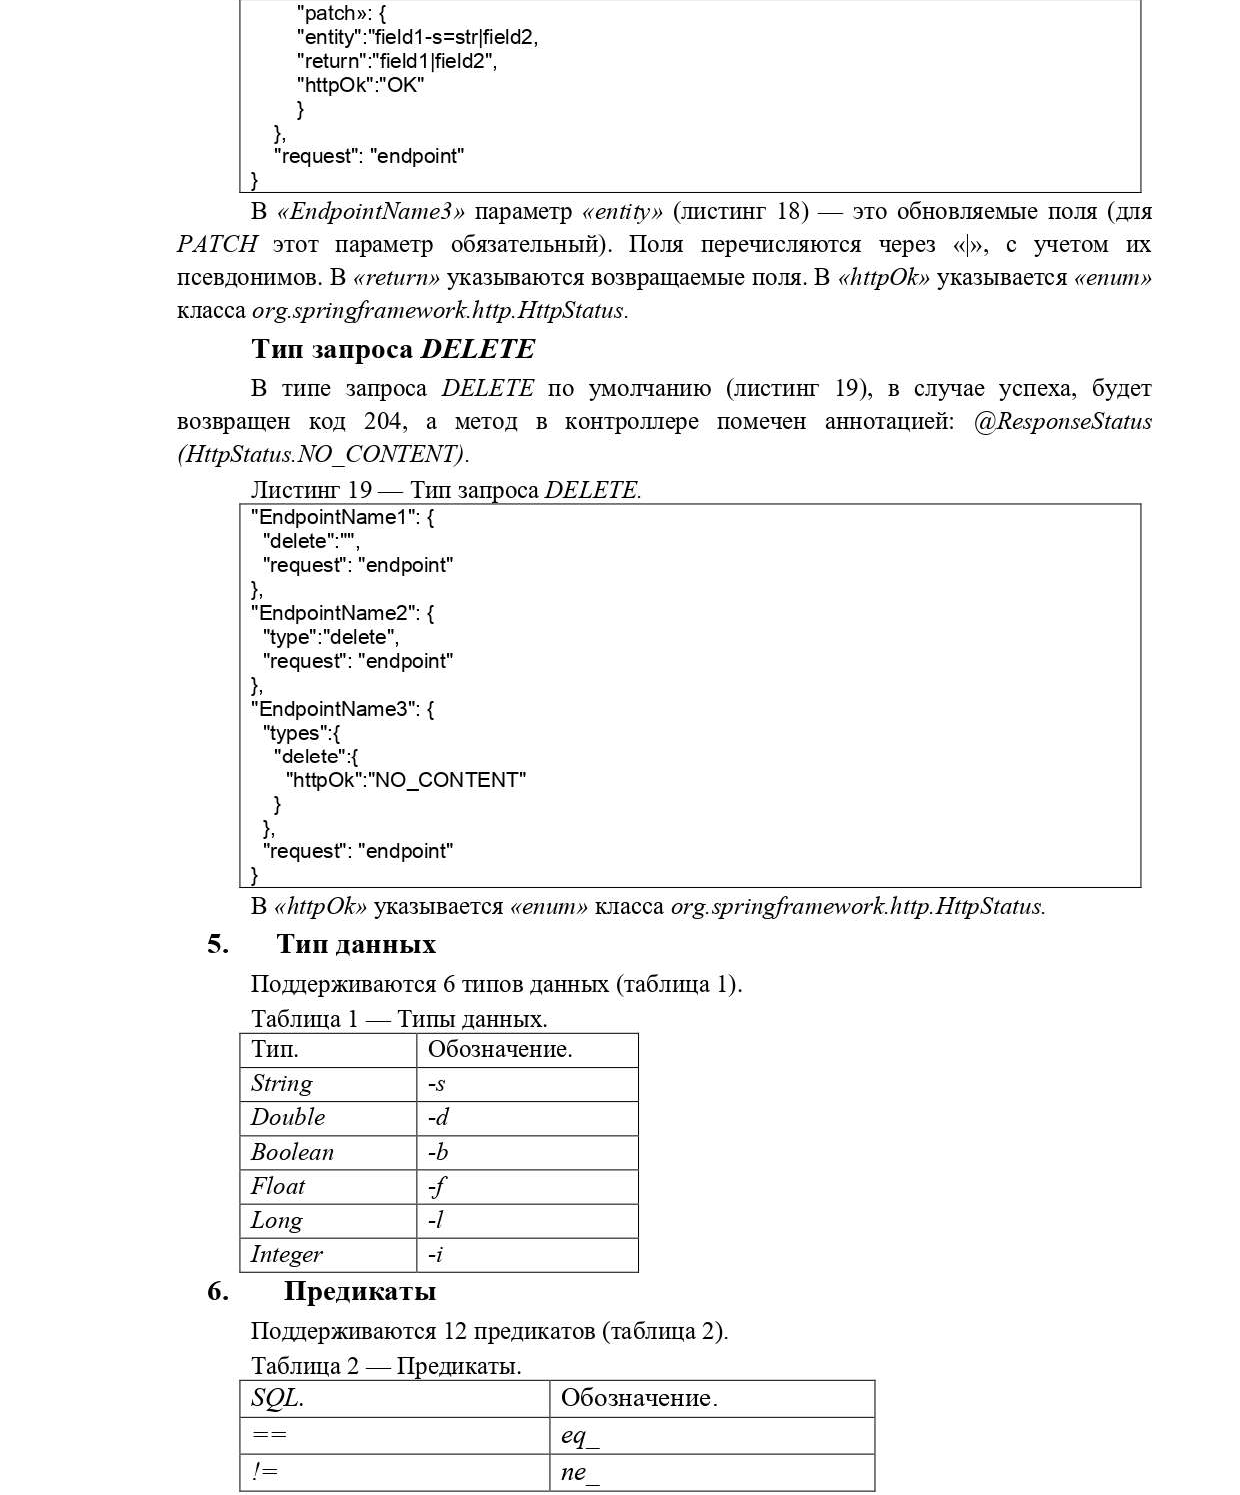 "patch»: {
"entity":"field1-s=str|field2,
"return":"field1|field2",
"httpOk":"OK"
}
},
"request": "endpoint"
}
В «EndpointName3» параметр «entity» (листинг 18) — это обновляемые поля (для
PATCH этот параметр обязательный). Поля перечисляются через «|», с учетом их
псевдонимов. В «return» указываются возвращаемые поля. В «httpOk» указывается «enum»
класса org.springframework.http.HttpStatus.
Тип запроса DELETE
В типе запроса DELETE по умолчанию (листинг 19), в случае успеха, будет
возвращен код 204, а метод в контроллере помечен аннотацией: @ResponseStatus
(HttpStatus.NO_CONTENT).
Листинг 19 — Тип запроса DELETE.
"EndpointName1": {
"delete":"",
"request": "endpoint"
},
"EndpointName2": {
"type":"delete",
"request": "endpoint"
},
"EndpointName3": {
"types":{
"delete":{
"httpOk":"NO_CONTENT"
}
},
"request": "endpoint"
}
В «httpOk» указывается «enum» класса org.springframework.http.HttpStatus.
5. Тип данных
Поддерживаются 6 типов данных (таблица 1).
Таблица 1 — Типы данных.
Тип. Обозначение.
String -s
Double -d
Boolean -b
Float -f
Long -l
Integer -i
6. Предикаты
Поддерживаются 12 предикатов (таблица 2).
Таблица 2 — Предикаты.
SQL. Обозначение.
== eq_
!= ne_